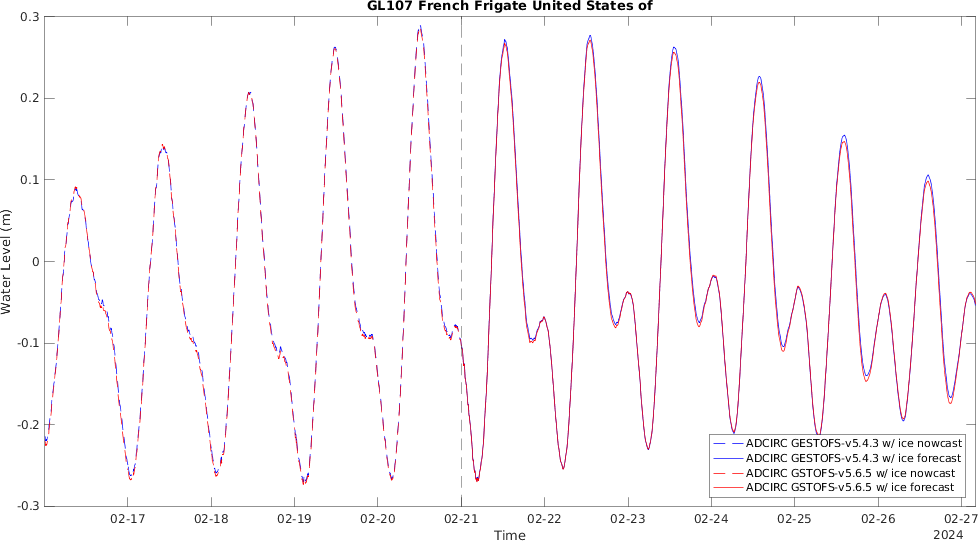 GL107 French Frigate United States of
0.3
0.2
0.1
0
-0.1
-0.2
-0.3
Water Level (m)
ADCIRC GESTOFS-v5.4.3 w/ ice nowcast
ADCIRC GESTOFS-v5.4.3 w/ ice forecast
ADCIRC GSTOFS-v5.6.5 w/ ice nowcast
ADCIRC GSTOFS-v5.6.5 w/ ice forecast
02-17 02-18 02-19 02-20 02-21 02-22 02-23 02-24 02-25 02-26 02-27
Time
2024